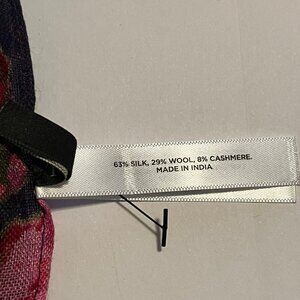 63% SILK, 29% WOOL, 8% CASHMERE.
MADE IN INDIA